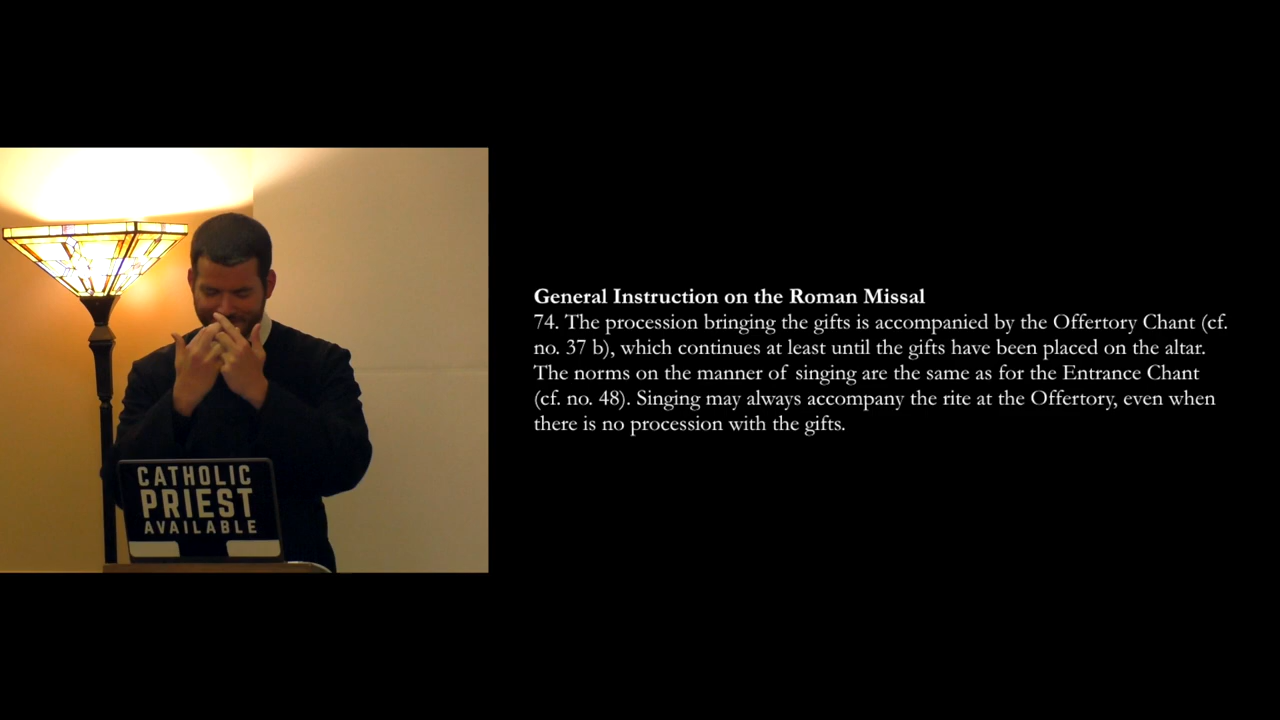 CATHOLIC
PRIEST
AVAILABLE
General Instruction on the Roman Missal
74. The procession bringing the gifts is accompanied by the Offertory Chant (cf.
no. 37 b), which continues at least until the gifts have been placed on the altar.
The norms on the manner of singing are the same as for the Entrance Chant
(cf. no. 48). Singing may always accompany the rite at the Offertory, even when
there is no procession with the gifts.